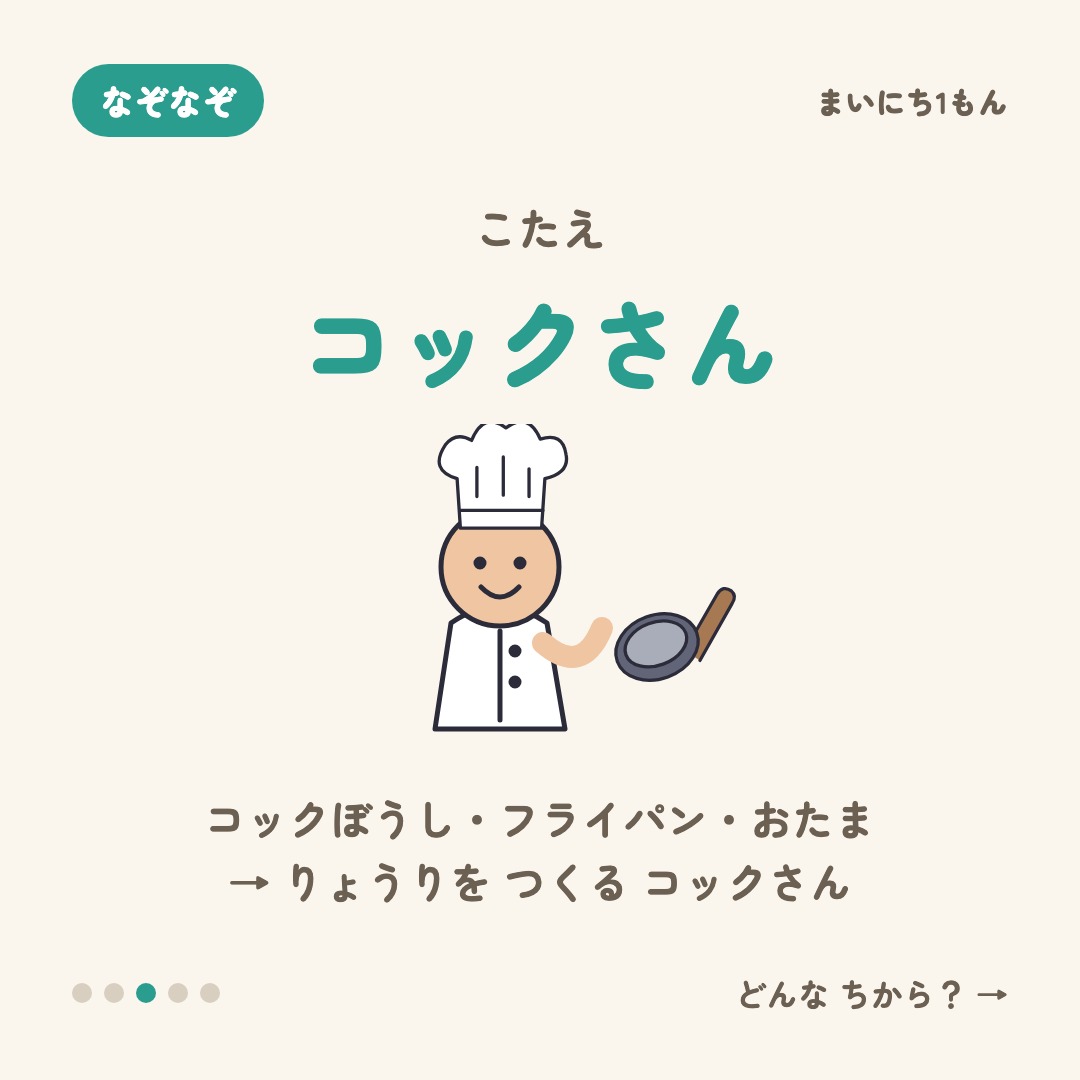 なぞなぞ
まいにち1もん
こたえ
コックさん
コックぼうし・フライパン・おたま
→ りょうりを つくる コックさん
どんな ちから？ →